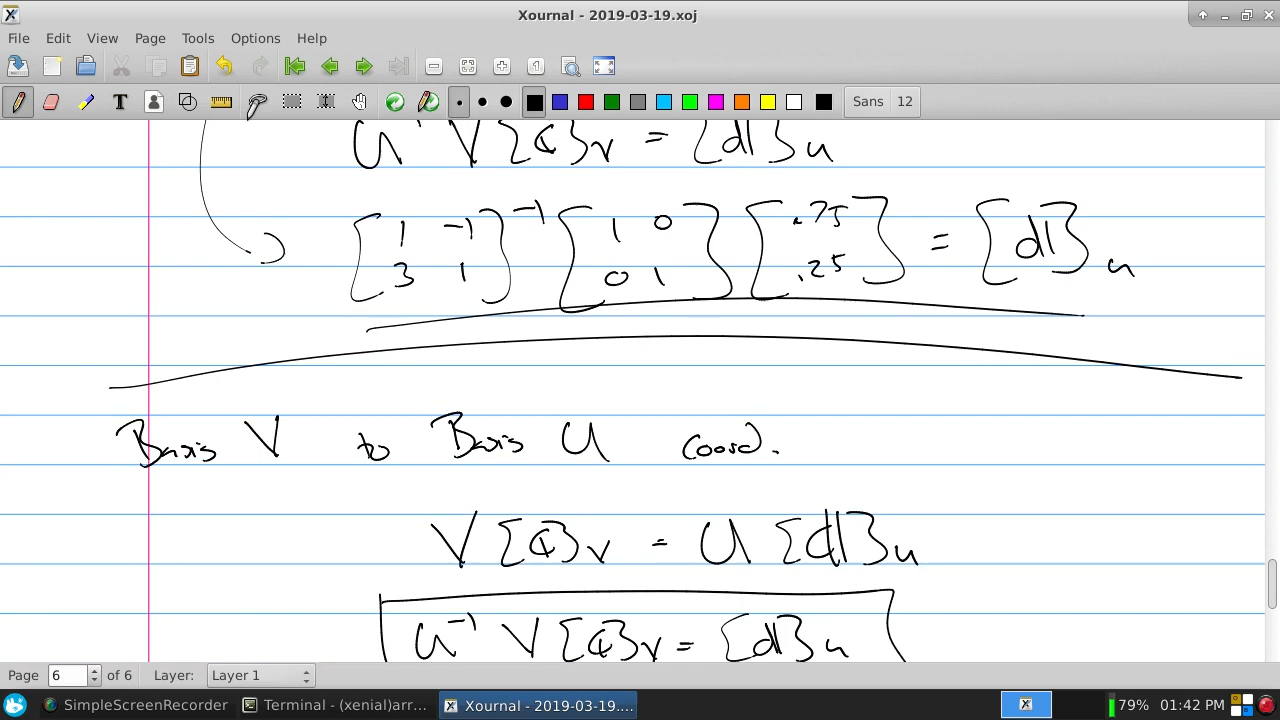 Xournal - 2019-03-19.xoj
File Edit View Page Tools Options Help
Sans 12
U⁻¹ V [c]v = [d]u
[1 -1; 3 1]⁻¹ [1 0; 0 1] [.75; .25] = [d]u
Basis V to Basis U coord.
V [c]v = U [d]u
U⁻¹ V [c]v = [d]u
Page 6 of 6 Layer: Layer 1
SimpleScreenRecorder Terminal - (xenial)arr... Xournal - 2019-03-19.... 79% 01:42 PM